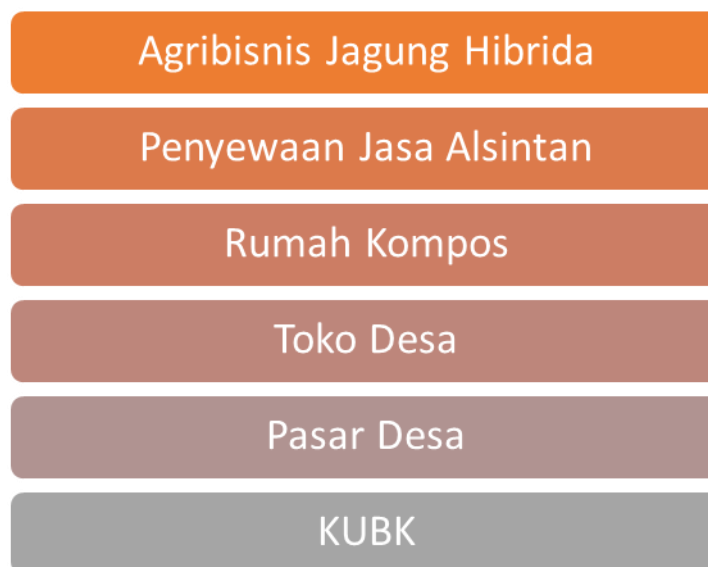 Agribisnis Jagung Hibrida
Penyewaan Jasa Alsintan
Rumah Kompos
Toko Desa
Pasar Desa
KUBK